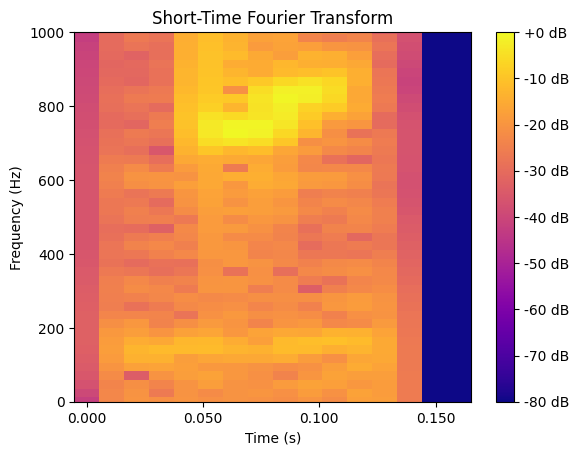 Short-Time Fourier Transform
Frequency (Hz)
1000
800
600
400
200
0
0.000
0.050
0.100
0.150
Time (s)
+0 dB
-10 dB
-20 dB
-30 dB
-40 dB
-50 dB
-60 dB
-70 dB
-80 dB